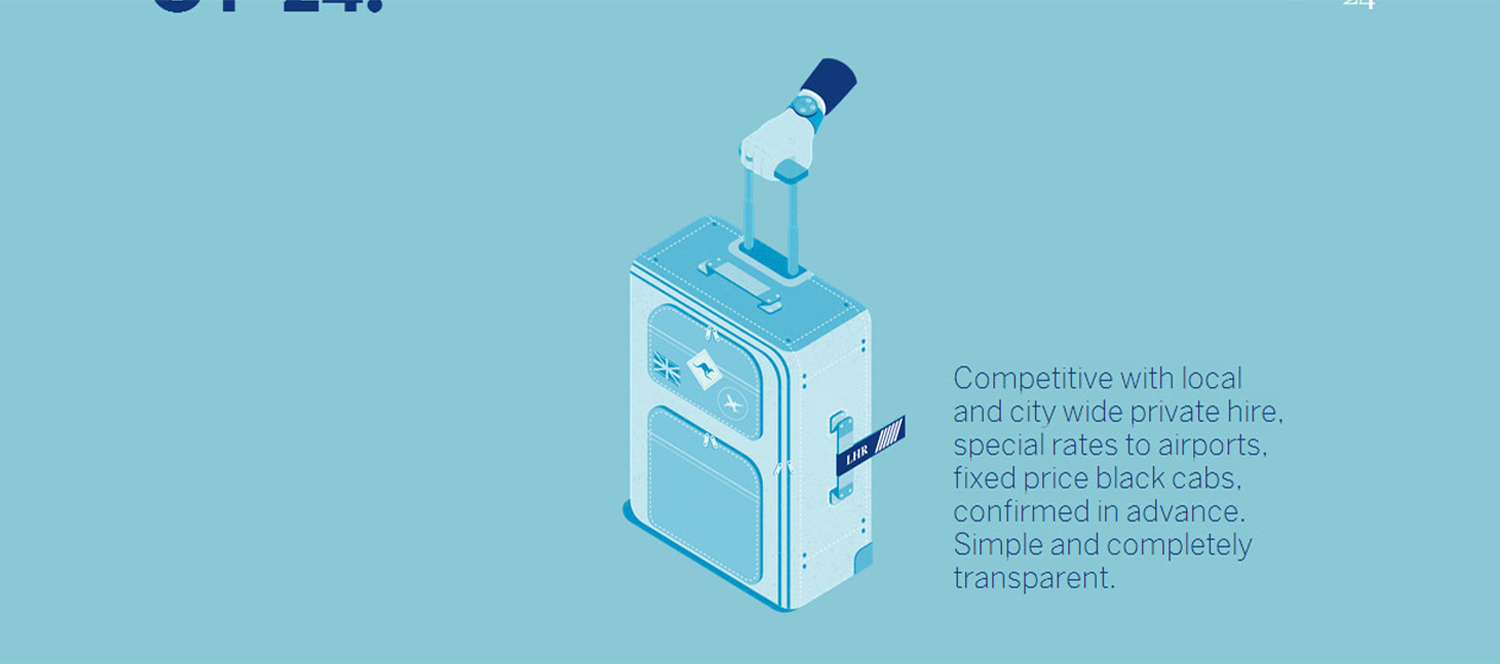 24
Competitive with local
and city wide private hire,
special rates to airports,
fixed price black cabs,
confirmed in advance.
Simple and completely
transparent.
LHR